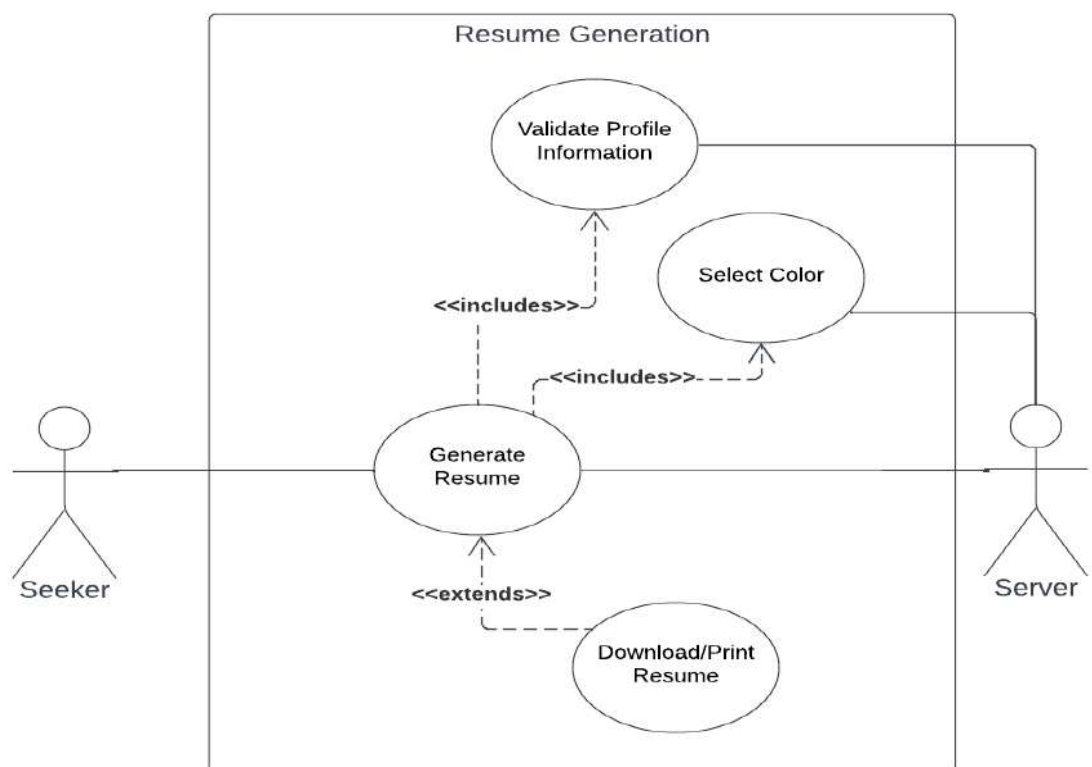 Resume Generation
Validate Profile
Information
Select Color
<<includes>>
<<includes>>
Generate
Resume
Seeker
Server
<<extends>>
Download/Print
Resume